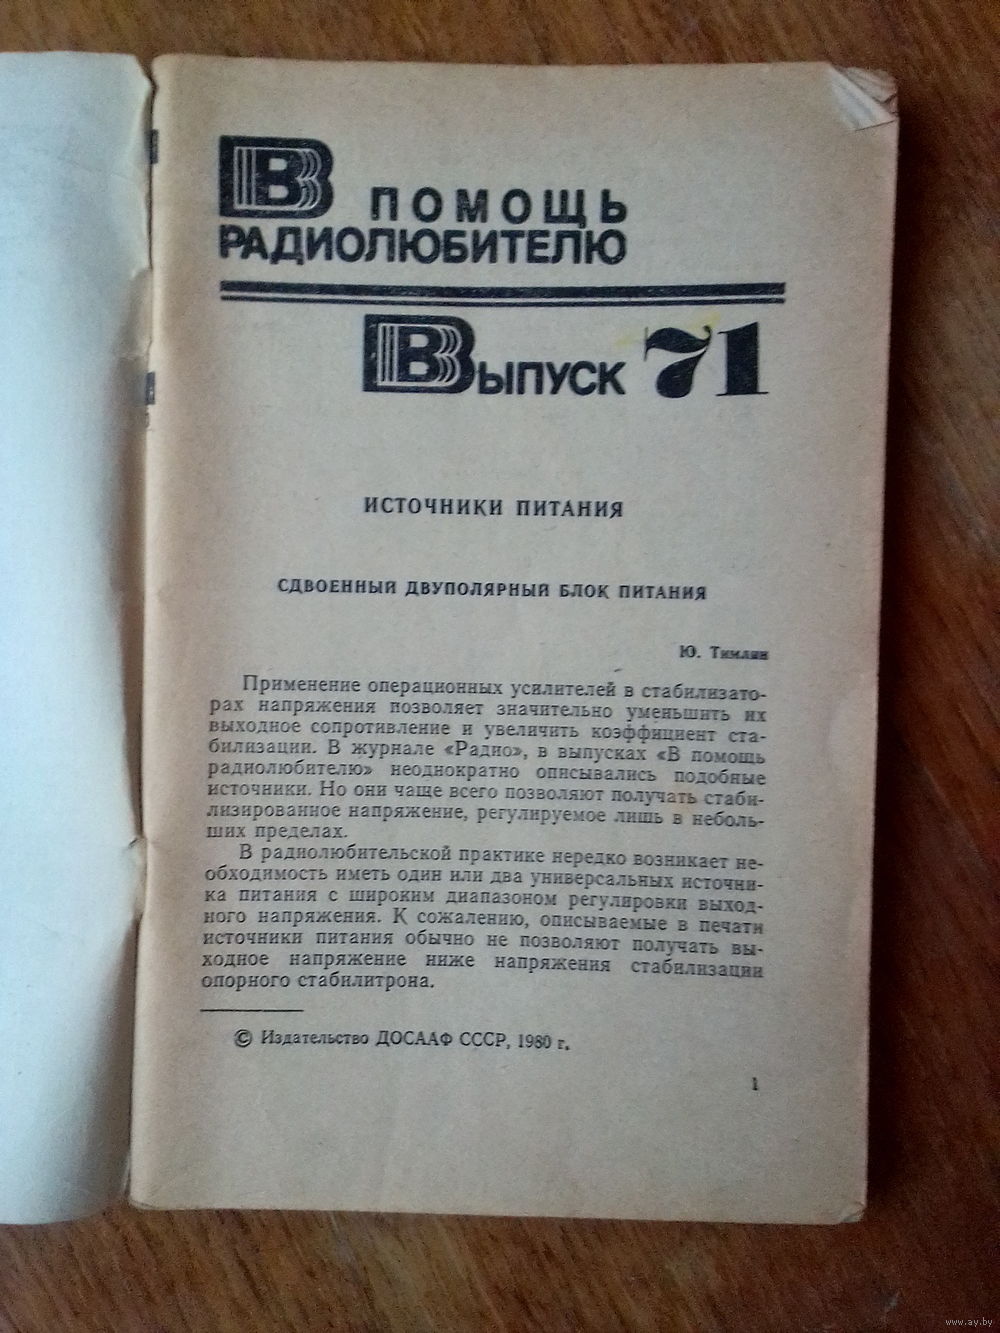 В ПОМОЩЬ
РАДИОЛЮБИТЕЛЮ
Выпуск 71
ИСТОЧНИКИ ПИТАНИЯ
СДВОЕННЫЙ ДВУПОЛЯРНЫЙ БЛОК ПИТАНИЯ
Ю. Тимлин
Применение операционных усилителей в стабилизато-
рах напряжения позволяет значительно уменьшить их
выходное сопротивление и увеличить коэффициент ста-
билизации. В журнале «Радио», в выпусках «В помощь
радиолюбителю» неоднократно описывались подобные
источники. Но они чаще всего позволяют получать стаби-
лизированное напряжение, регулируемое лишь в неболь-
ших пределах.
В радиолюбительской практике нередко возникает не-
обходимость иметь один или два универсальных источни-
ка питания с широким диапазоном регулировки выход-
ного напряжения. К сожалению, описываемые в печати
источники питания обычно не позволяют получать вы-
ходное напряжение ниже напряжения стабилизации
опорного стабилитрона.
© Издательство ДОСААФ СССР, 1980 г.
1
www.ay.by